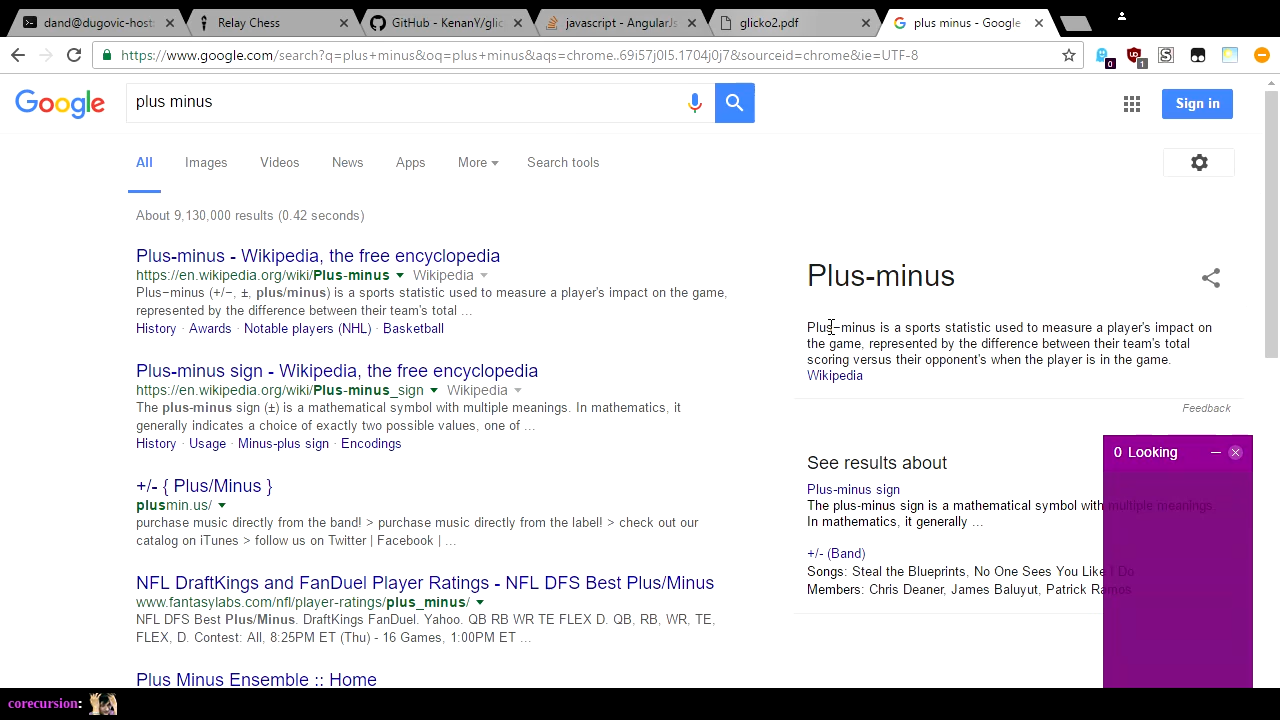 dand@dugovic-host:
Relay Chess
GitHub - KenanY/glic
javascript - AngularJs
glicko2.pdf
plus minus - Google
https://www.google.com/search?q=plus+minus&oq=plus+minus&aqs=chrome..69i57j0l5.1704j0j7&sourceid=chrome&ie=UTF-8
0
1
Google
plus minus
Sign in
All
Images
Videos
News
Apps
More
Search tools
About 9,130,000 results (0.42 seconds)
Plus-minus - Wikipedia, the free encyclopedia
https://en.wikipedia.org/wiki/Plus-minus Wikipedia
Plus−minus (+/−, ±, plus/minus) is a sports statistic used to measure a player's impact on the game,
represented by the difference between their team's total ...
History · Awards · Notable players (NHL) · Basketball
Plus-minus sign - Wikipedia, the free encyclopedia
https://en.wikipedia.org/wiki/Plus-minus_sign Wikipedia
The plus-minus sign (±) is a mathematical symbol with multiple meanings. In mathematics, it
generally indicates a choice of exactly two possible values, one of ...
History · Usage · Minus-plus sign · Encodings
+/- { Plus/Minus }
plusmin.us/
purchase music directly from the band! > purchase music directly from the label! > check out our
catalog on iTunes > follow us on Twitter | Facebook | ...
NFL DraftKings and FanDuel Player Ratings - NFL DFS Best Plus/Minus
www.fantasylabs.com/nfl/player-ratings/plus_minus/
NFL DFS Best Plus/Minus. DraftKings FanDuel. Yahoo. QB RB WR TE FLEX D. QB, RB, WR, TE,
FLEX, D. Contest: All, 8:25PM ET (Thu) - 16 Games, 1:00PM ET ...
Plus Minus Ensemble :: Home
Plus-minus
Plus−minus is a sports statistic used to measure a player's impact on
the game, represented by the difference between their team's total
scoring versus their opponent's when the player is in the game.
Wikipedia
Feedback
See results about
Plus-minus sign
The plus-minus sign is a mathematical symbol with multiple meanings.
In mathematics, it generally ...
+/- (Band)
Songs: Steal the Blueprints, No One Sees You Like I Do
Members: Chris Deaner, James Baluyut, Patrick Ramos
0 Looking
corecursion: